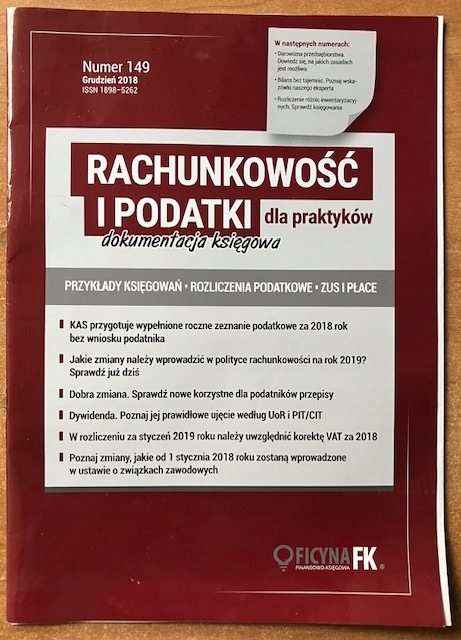 Numer 149
Grudzień 2018
ISSN 1898-5262
W następnych numerach:
• Darowizna przedsiębiorstwa.
Dowiedz się, na jakich zasadach
jest możliwa
• Bilans bez tajemnic. Poznaj wska-
zówki naszego eksperta
• Rozliczenie różnic inwentaryzacyj-
nych. Sprawdź księgowania
RACHUNKOWOŚĆ
I PODATKI dla praktyków
dokumentacja księgowa
PRZYKŁADY KSIĘGOWAŃ • ROZLICZENIA PODATKOWE • ZUS I PŁACE
KAS przygotuje wypełnione roczne zeznanie podatkowe za 2018 rok
bez wniosku podatnika
Jakie zmiany należy wprowadzić w polityce rachunkowości na rok 2019?
Sprawdź już dziś
Dobra zmiana. Sprawdź nowe korzystne dla podatników przepisy
Dywidenda. Poznaj jej prawidłowe ujęcie według UoR i PIT/CIT
W rozliczeniu za styczeń 2019 roku należy uwzględnić korektę VAT za 2018
Poznaj zmiany, jakie od 1 stycznia 2018 roku zostaną wprowadzone
w ustawie o związkach zawodowych
OFICYNA FK ®
FINANSOWO-KSIĘGOWA